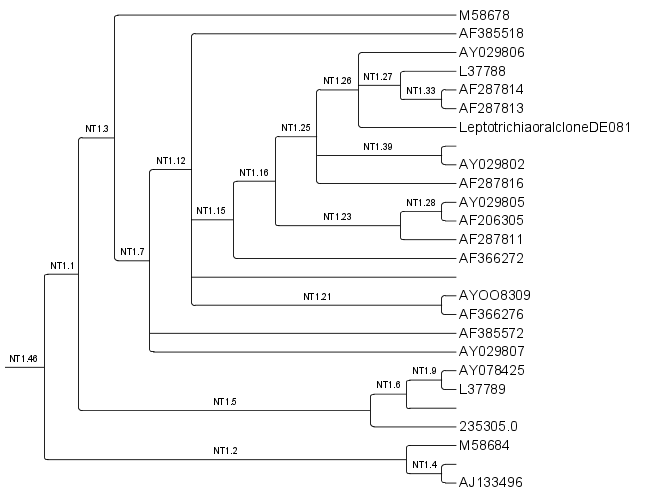 M58678
AF385518
AY029806
NT1.26
NT1.27
L37788
NT1.33
AF287814
AF287813
NT1.3
NT1.25
LeptotrichiaoralcloneDE081
NT1.39
NT1.12
AY029802
NT1.16
AF287816
NT1.28
AY029805
NT1.15
NT1.23
AF206305
AF287811
NT1.7
AF366272
NT1.1
NT1.21
AYOO8309
AF366276
AF385572
AY029807
NT1.46
NT1.9
AY078425
NT1.6
L37789
NT1.5
235305.0
M58684
NT1.2
NT1.4
AJ133496